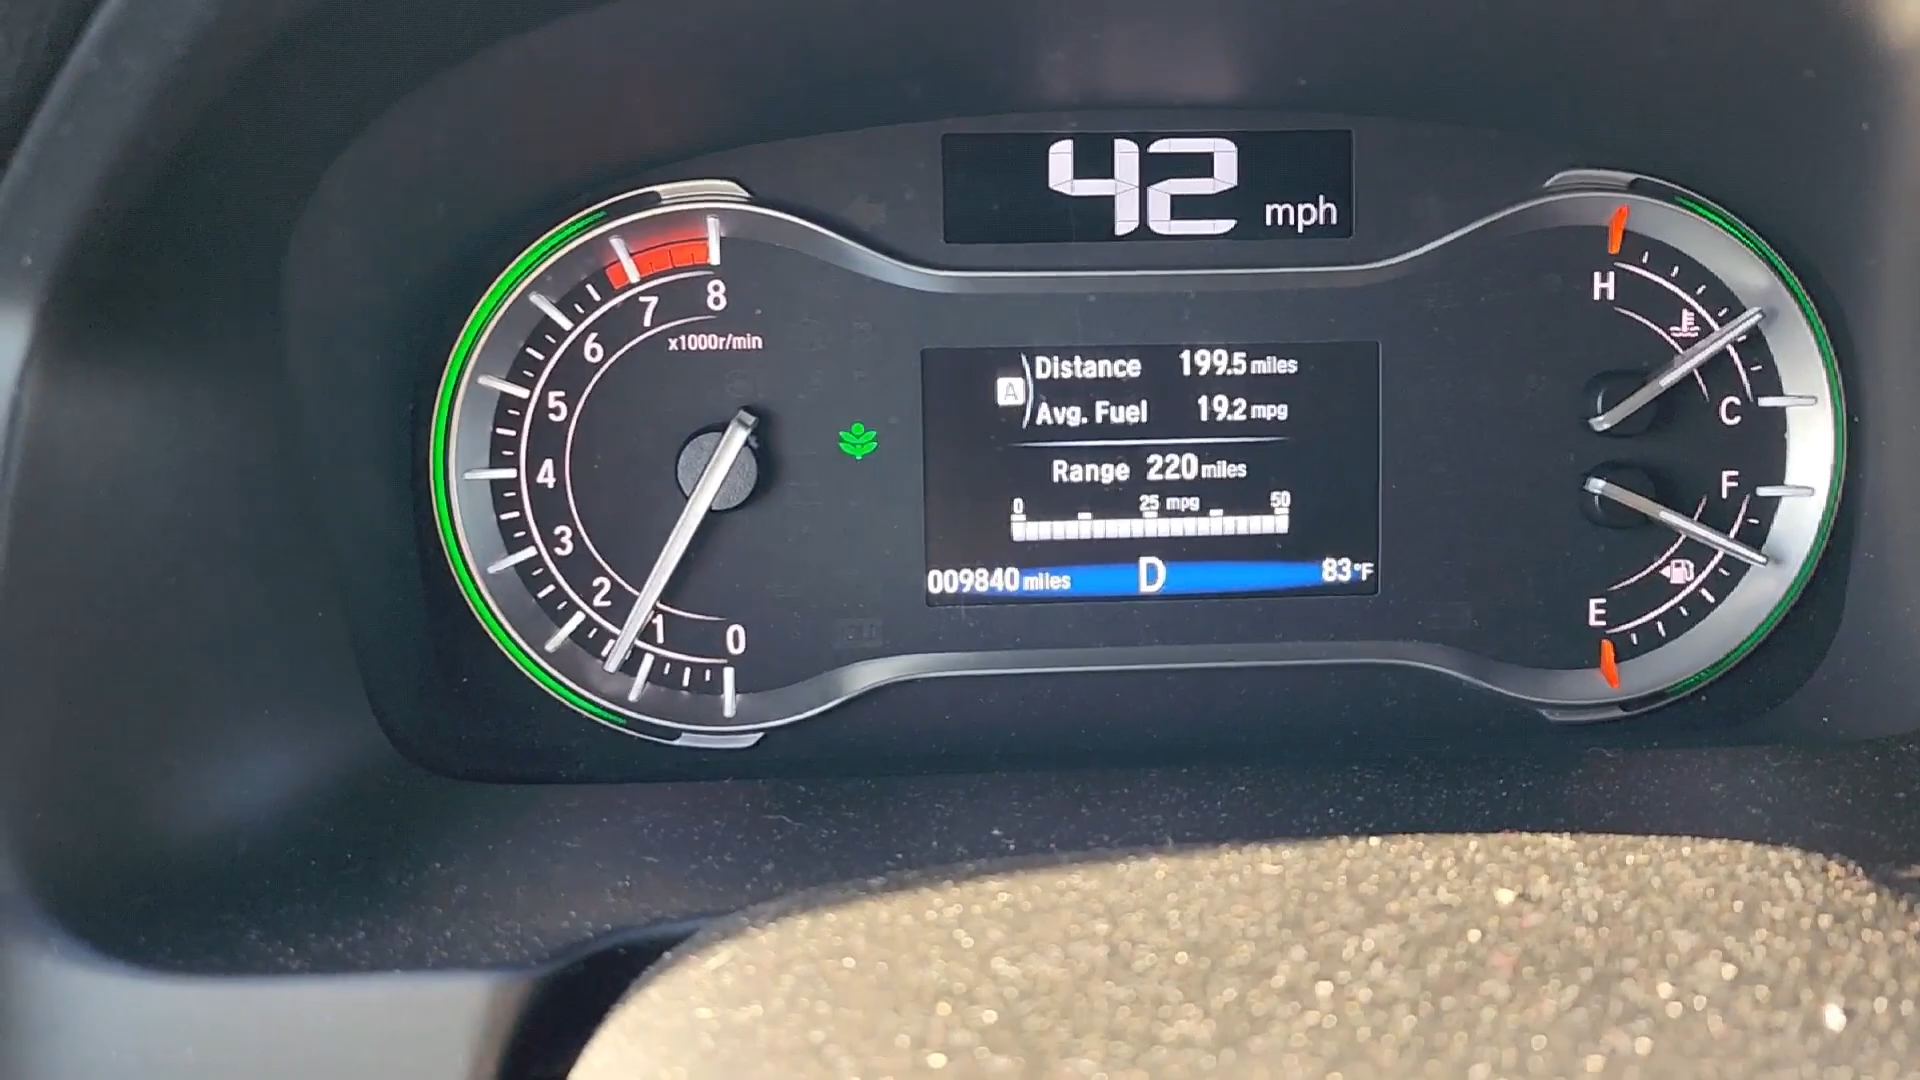 42 mph
8
7
6
5
4
3
2
1
0
x1000r/min
A
Distance 199.5 miles
Avg. Fuel 19.2 mpg
Range 220 miles
0 25 mpg 50
009840 miles D 83°F
H
C
F
E